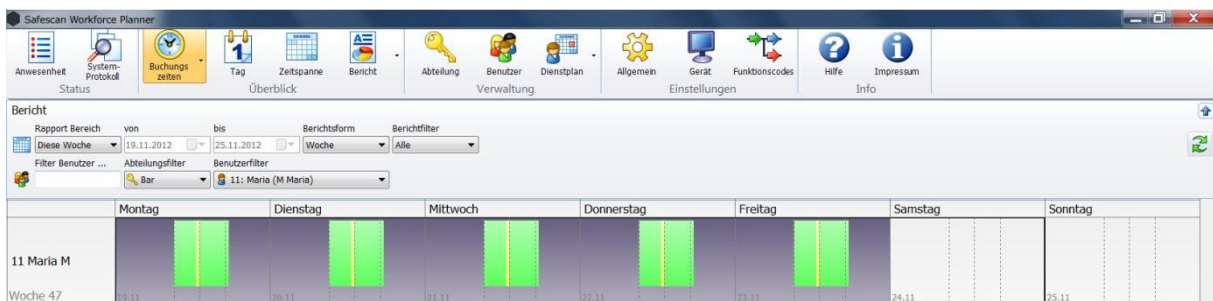 Safescan Workforce Planner
Anwesenheit System-Protokoll Buchungs zeiten Tag Zeitspanne Bericht Abteilung Benutzer Dienstplan Allgemein Gerät Funktionscodes Hilfe Impressum
Status Überblick Verwaltung Einstellungen Info
Bericht
Rapport Bereich von bis Berichtsform Berichtfilter
Diese Woche 19.11.2012 25.11.2012 Woche Alle
Filter Benutzer ... Abteilungsfilter Benutzerfilter
Bar 11: Maria (M Maria)
Montag Dienstag Mittwoch Donnerstag Freitag Samstag Sonntag
11 Maria M
Woche 47 19.11 20.11 21.11 22.11 23.11 24.11 25.11